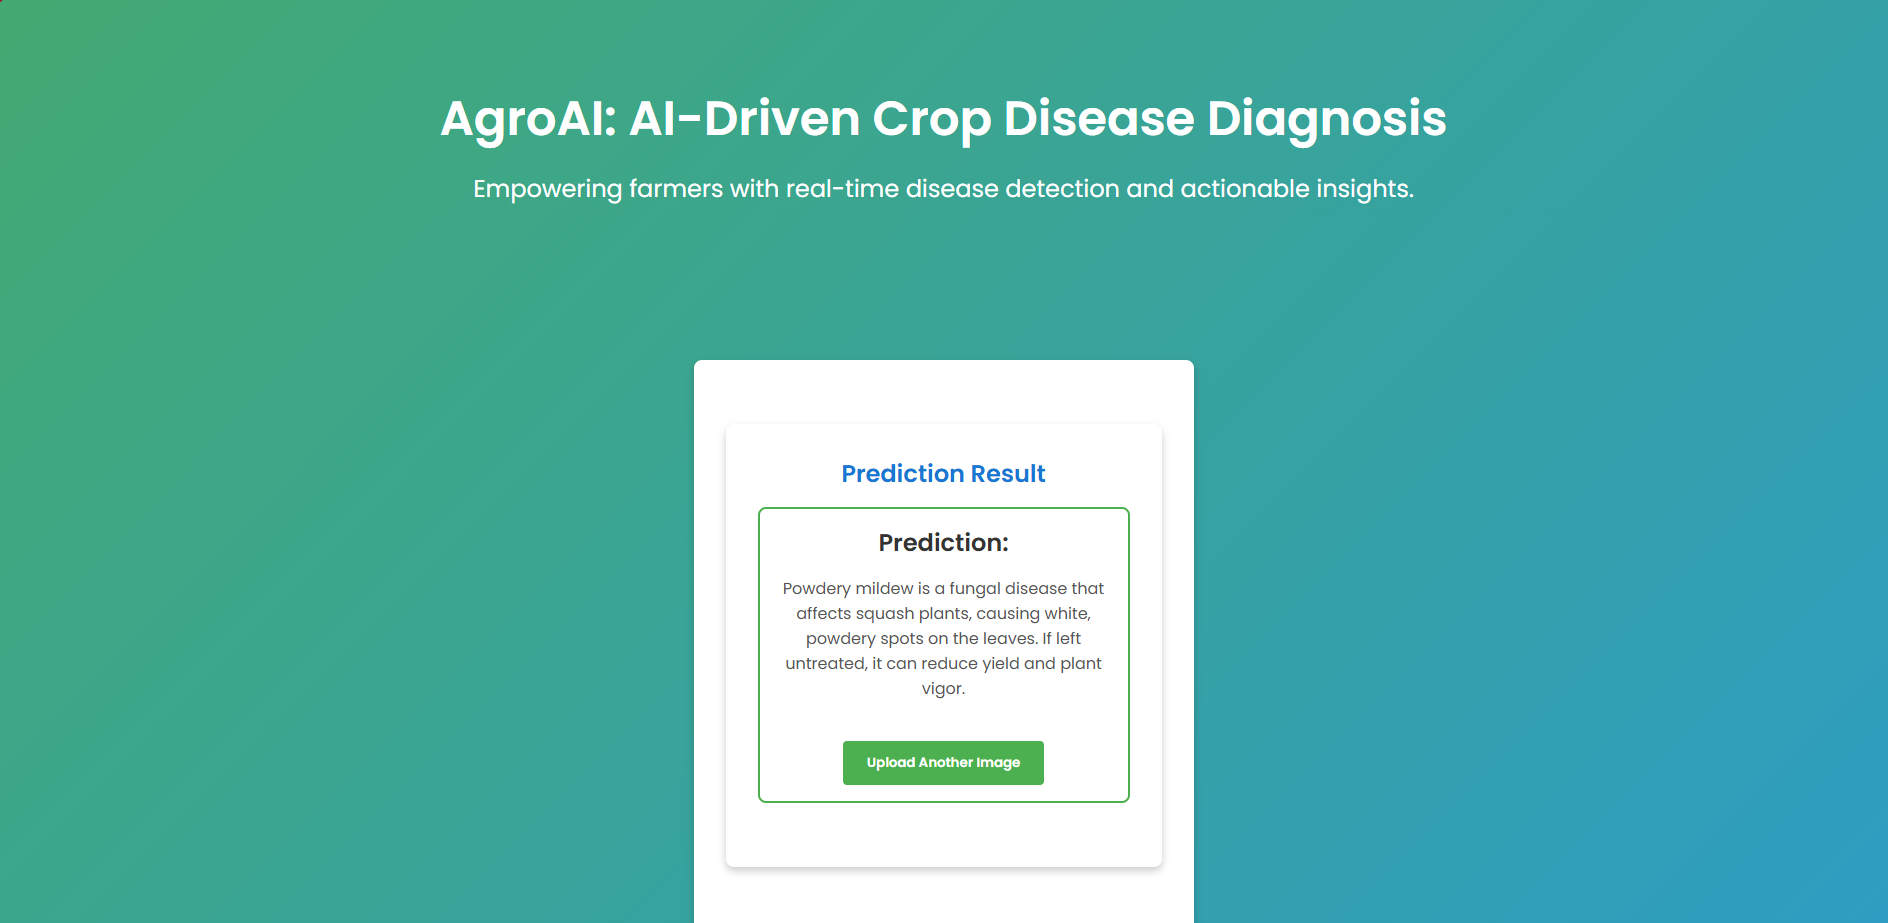 AgroAI: AI-Driven Crop Disease Diagnosis
Empowering farmers with real-time disease detection and actionable insights.
Prediction Result
Prediction:
Powdery mildew is a fungal disease that
affects squash plants, causing white,
powdery spots on the leaves. If left
untreated, it can reduce yield and plant
vigor.
Upload Another Image